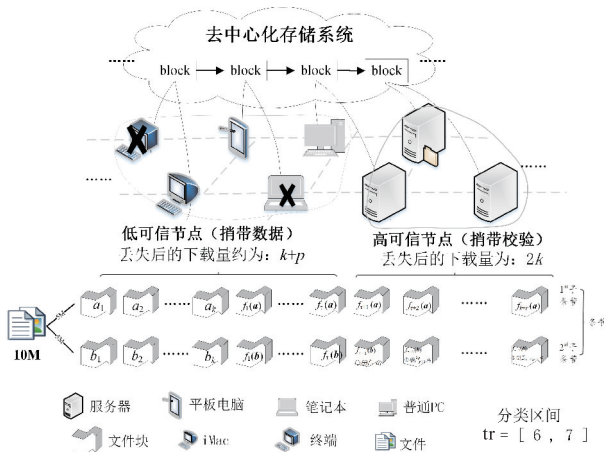 去中心化存储系统
...... block block block block ......
......
......
低可信节点（捎带数据） 高可信节点（捎带校验）
丢失后的下载量约为：k+p 丢失后的下载量为：2k
a₁ a₂ ...... f₁(a) ...... ......
b₁ b₂ ...... f₁(b) ...... ......
10M
服务器 平板电脑 笔记本 普通PC
文件块 iMac 终端 文件
分类区间
tr = [ 6 , 7 ]